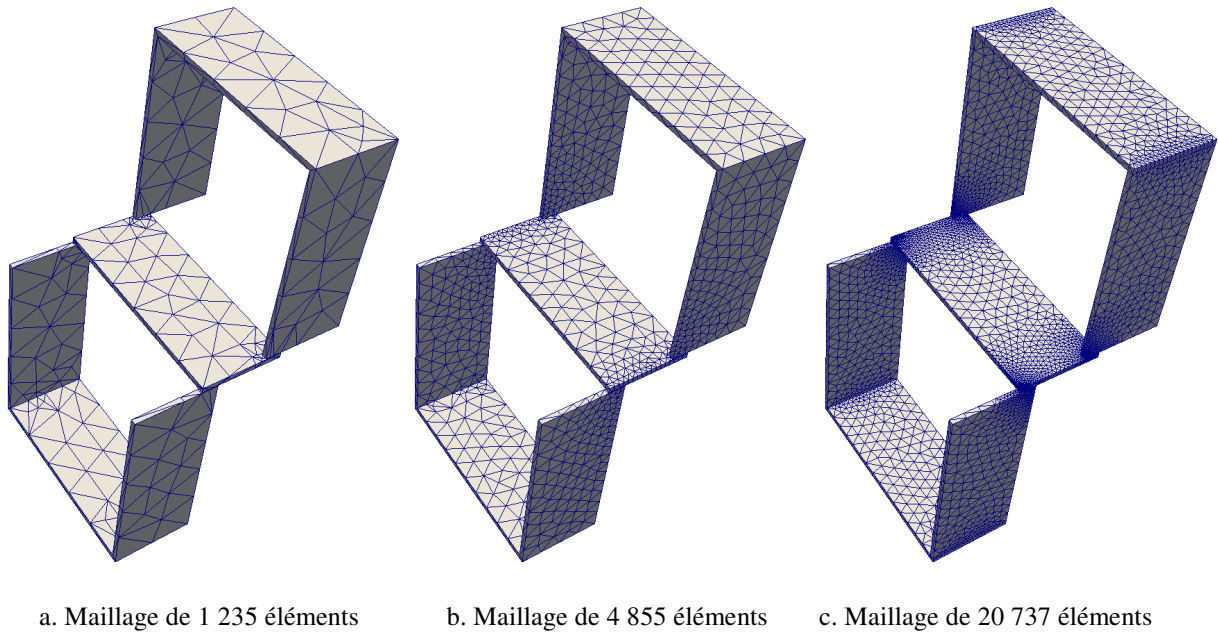 a. Maillage de 1 235 éléments
b. Maillage de 4 855 éléments
c. Maillage de 20 737 éléments